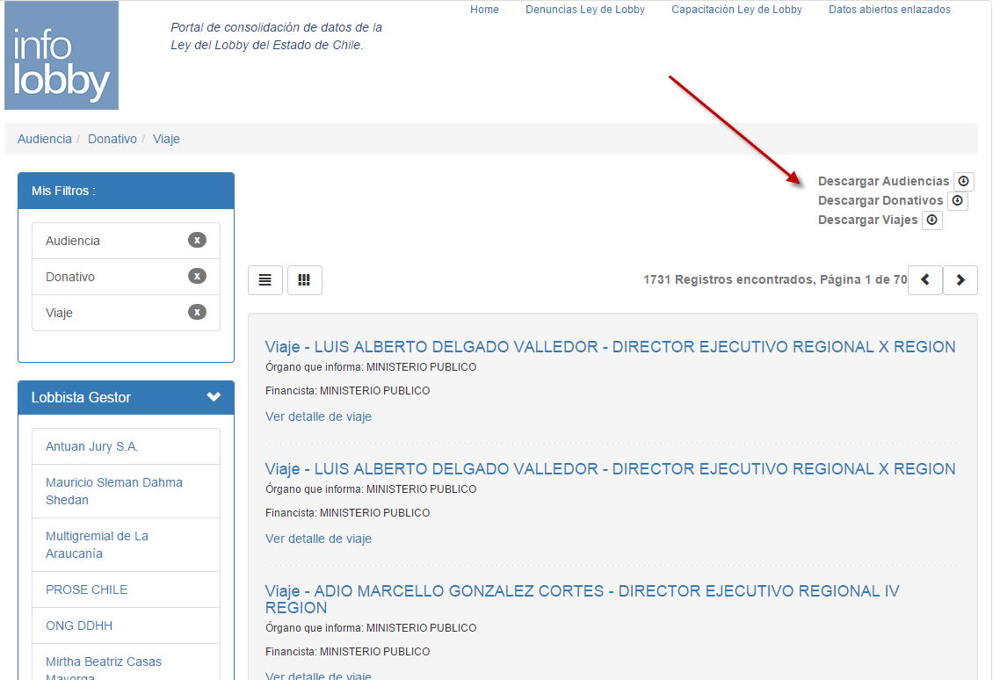 Home Denuncias Ley de Lobby Capacitación Ley de Lobby Datos abiertos enlazados
info
lobby
Portal de consolidación de datos de la
Ley del Lobby del Estado de Chile.
Audiencia / Donativo / Viaje
Mis Filtros :
Audiencia x
Donativo x
Viaje x
Lobbista Gestor
Antuan Jury S.A.
Mauricio Sleman Dahma
Shedan
Multigremial de La
Araucanía
PROSE CHILE
ONG DDHH
Mirtha Beatriz Casas
Mayorga
Descargar Audiencias
Descargar Donativos
Descargar Viajes
1731 Registros encontrados, Página 1 de 70
Viaje - LUIS ALBERTO DELGADO VALLEDOR - DIRECTOR EJECUTIVO REGIONAL X REGION
Órgano que informa: MINISTERIO PUBLICO
Financista: MINISTERIO PUBLICO
Ver detalle de viaje
Viaje - LUIS ALBERTO DELGADO VALLEDOR - DIRECTOR EJECUTIVO REGIONAL X REGION
Órgano que informa: MINISTERIO PUBLICO
Financista: MINISTERIO PUBLICO
Ver detalle de viaje
Viaje - ADIO MARCELLO GONZALEZ CORTES - DIRECTOR EJECUTIVO REGIONAL IV
REGION
Órgano que informa: MINISTERIO PUBLICO
Financista: MINISTERIO PUBLICO
Ver detalle de viaje